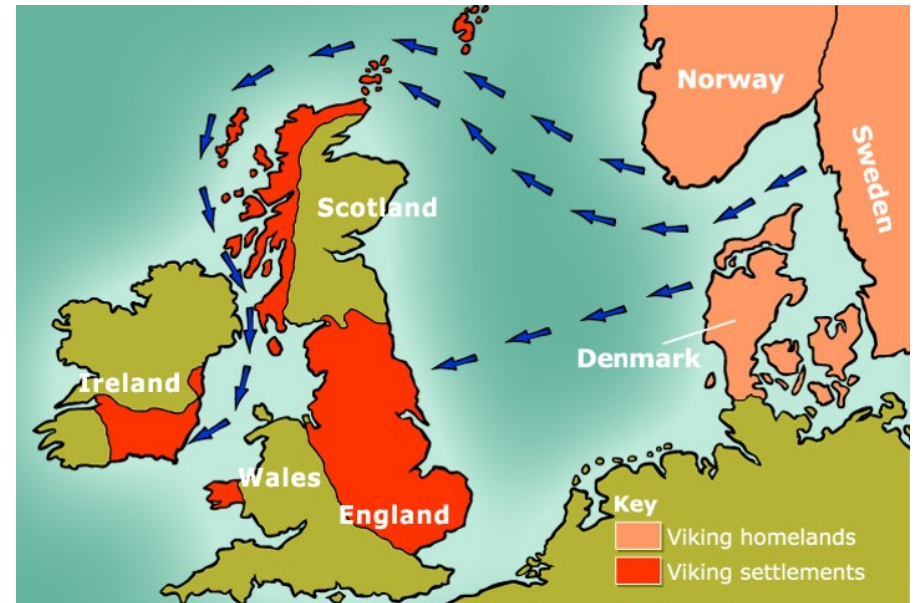 Norway
Sweden
Scotland
Denmark
Ireland
Wales
England
Key
Viking homelands
Viking settlements